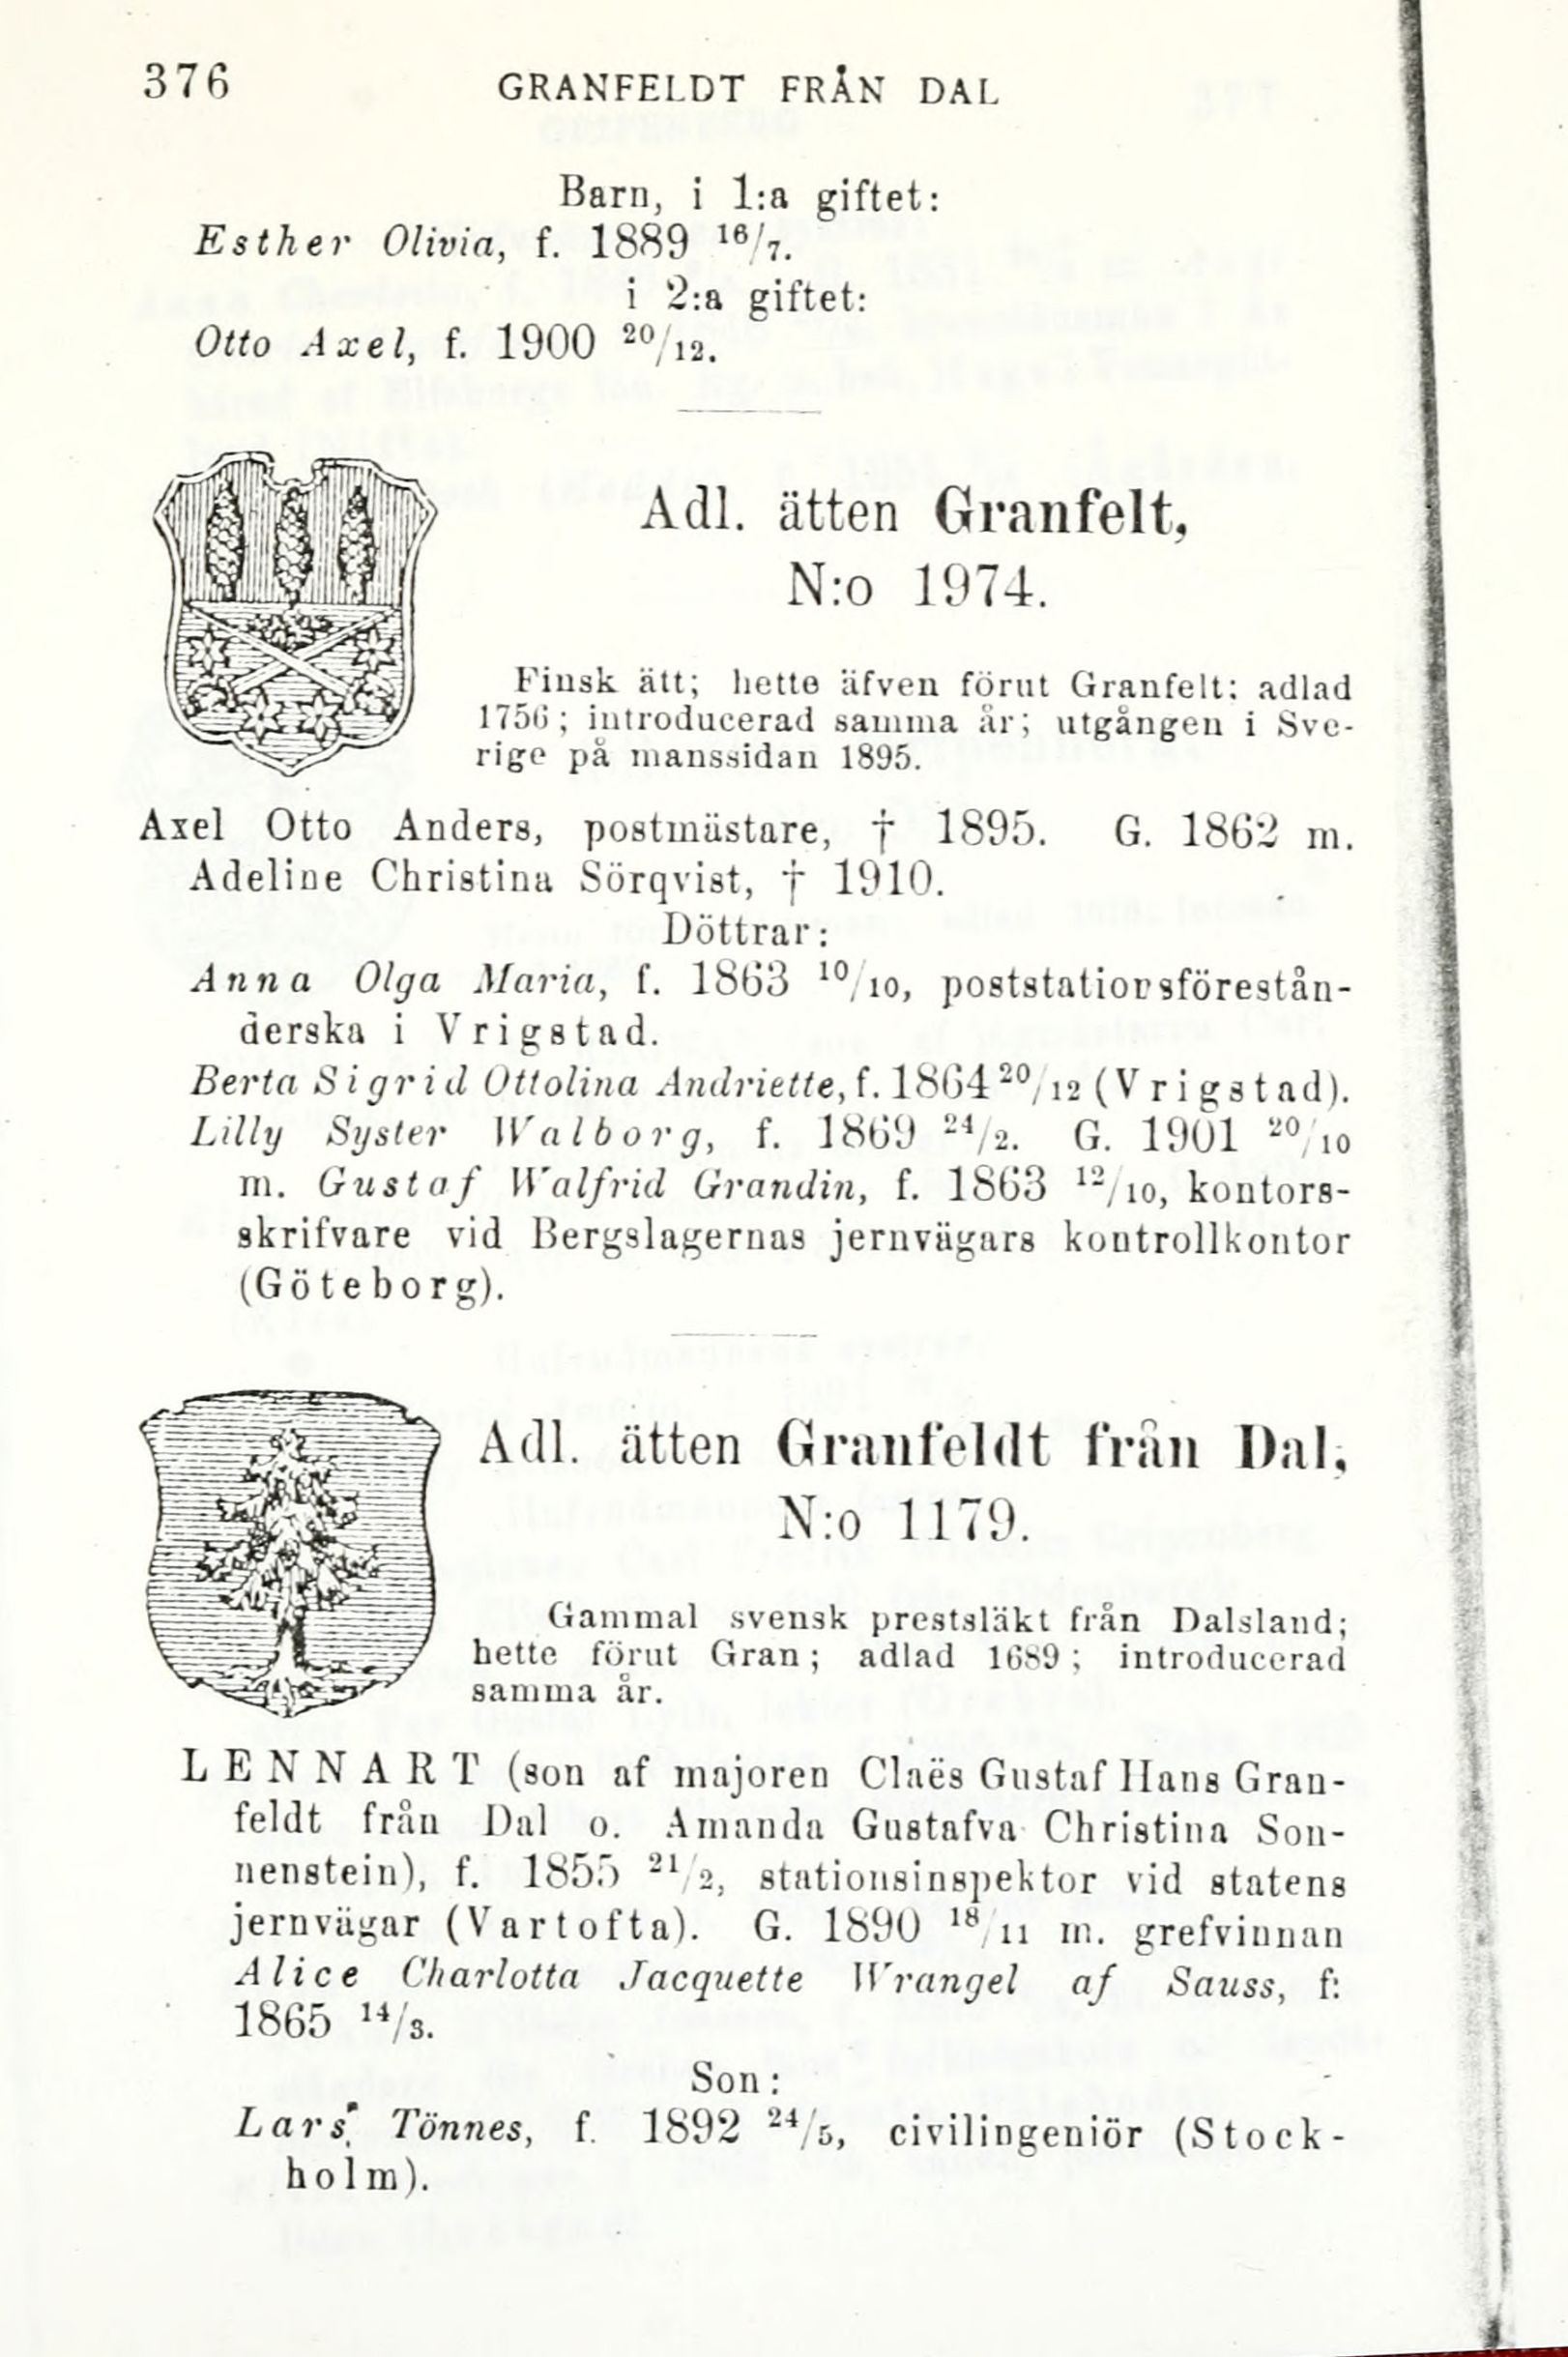 376 GRANFELDT FRÅN DAL
Barn, i 1:a giftet:
Esther Olivia, f. 1889 16/7.
i 2:a giftet:
Otto Axel, f. 1900 20/12.
Adl. ätten Granfelt,
N:o 1974.
Finsk ätt; hette äfven förut Granfelt; adlad
1756; introducerad samma år; utgången i Sve-
rige på manssidan 1895.
Axel Otto Anders, postmästare, † 1895. G. 1862 m.
Adeline Christina Sörqvist, † 1910.
Döttrar:
Anna Olga Maria, f. 1863 10/10, poststationsförestån-
derska i Vrigstad.
Berta Sigrid Ottolina Andriette, f. 1864 20/12 (Vrigstad).
Lilly Syster Walborg, f. 1869 24/2. G. 1901 20/10
m. Gustaf Walfrid Grandin, f. 1863 12/10, kontors-
skrifvare vid Bergslagernas jernvägars kontrollkontor
(Göteborg).
Adl. ätten Granfeldt från Dal,
N:o 1179.
Gammal svensk prestsläkt från Dalsland;
hette förut Gran; adlad 1689; introducerad
samma år.
LENNART (son af majoren Claës Gustaf Hans Gran-
feldt från Dal o. Amanda Gustafva Christina Son-
nenstein), f. 1855 21/2, stationsinspektor vid statens
jernvägar (Vartofta). G. 1890 18/11 m. grefvinnan
Alice Charlotta Jacquette Wrangel af Sauss, f:
1865 14/3.
Son:
Lars Tönnes, f. 1892 24/5, civilingeniör (Stock-
holm).